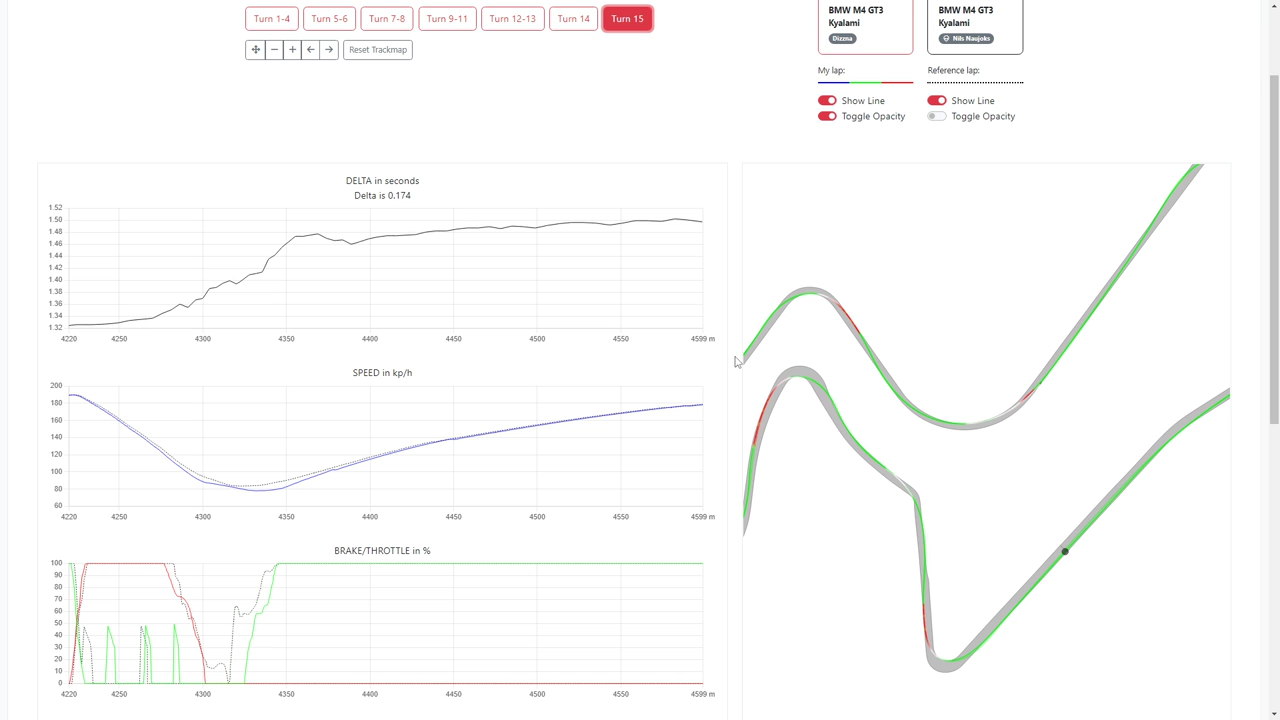 Turn 1-4 Turn 5-6 Turn 7-8 Turn 9-11 Turn 12-13 Turn 14 Turn 15
Reset Trackmap
BMW M4 GT3
Kyalami
Dizzna
BMW M4 GT3
Kyalami
Nils Naujoks
My lap:
Reference lap:
Show Line
Toggle Opacity
Show Line
Toggle Opacity
DELTA in seconds
Delta is 0.174
1.52
1.50
1.48
1.46
1.44
1.42
1.40
1.38
1.36
1.34
1.32
4220 4250 4300 4350 4400 4450 4500 4550 4599 m
SPEED in kp/h
200
180
160
140
120
100
80
60
4220 4250 4300 4350 4400 4450 4500 4550 4599 m
BRAKE/THROTTLE in %
100
90
80
70
60
50
40
30
20
10
0
4220 4250 4300 4350 4400 4450 4500 4550 4599 m